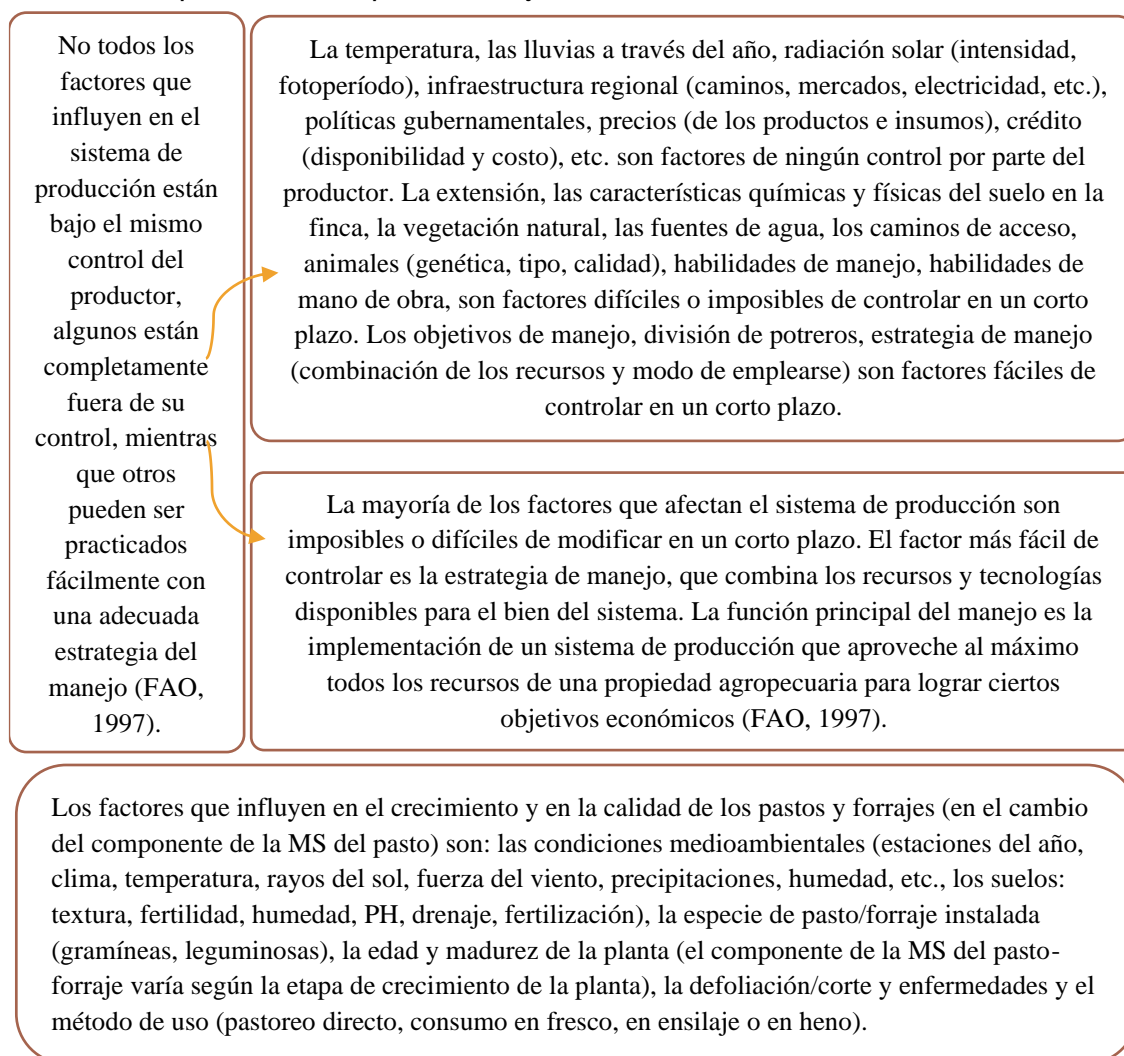 No todos los
factores que
influyen en el
sistema de
producción están
bajo el mismo
control del
productor,
algunos están
completamente
fuera de su
control, mientras
que otros
pueden ser
practicados
fácilmente con
una adecuada
estrategia del
manejo (FAO,
1997).
La temperatura, las lluvias a través del año, radiación solar (intensidad,
fotoperíodo), infraestructura regional (caminos, mercados, electricidad, etc.),
políticas gubernamentales, precios (de los productos e insumos), crédito
(disponibilidad y costo), etc. son factores de ningún control por parte del
productor. La extensión, las características químicas y físicas del suelo en la
finca, la vegetación natural, las fuentes de agua, los caminos de acceso,
animales (genética, tipo, calidad), habilidades de manejo, habilidades de
mano de obra, son factores difíciles o imposibles de controlar en un corto
plazo. Los objetivos de manejo, división de potreros, estrategia de manejo
(combinación de los recursos y modo de emplearse) son factores fáciles de
controlar en un corto plazo.
La mayoría de los factores que afectan el sistema de producción son
imposibles o difíciles de modificar en un corto plazo. El factor más fácil de
controlar es la estrategia de manejo, que combina los recursos y tecnologías
disponibles para el bien del sistema. La función principal del manejo es la
implementación de un sistema de producción que aproveche al máximo
todos los recursos de una propiedad agropecuaria para lograr ciertos
objetivos económicos (FAO, 1997).
Los factores que influyen en el crecimiento y en la calidad de los pastos y forrajes (en el cambio
del componente de la MS del pasto) son: las condiciones medioambientales (estaciones del año,
clima, temperatura, rayos del sol, fuerza del viento, precipitaciones, humedad, etc., los suelos:
textura, fertilidad, humedad, PH, drenaje, fertilización), la especie de pasto/forraje instalada
(gramíneas, leguminosas), la edad y madurez de la planta (el componente de la MS del pasto-
forraje varía según la etapa de crecimiento de la planta), la defoliación/corte y enfermedades y el
método de uso (pastoreo directo, consumo en fresco, en ensilaje o en heno).